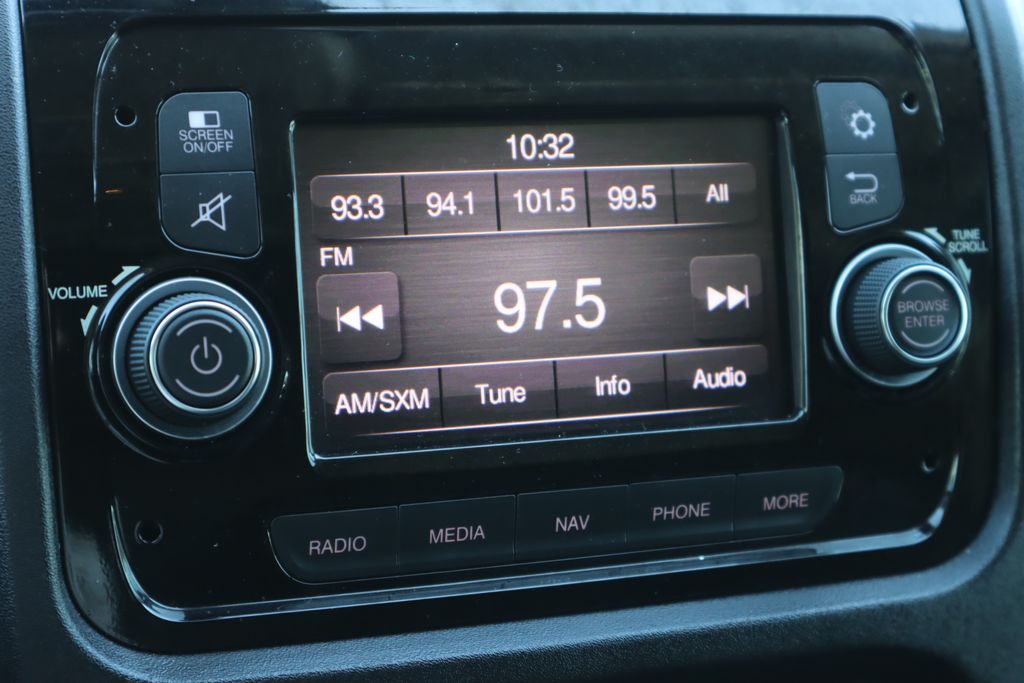 SCREEN
ON/OFF
10:32
93.3 94.1 101.5 99.5 All
FM
97.5
AM/SXM Tune Info Audio
BACK
VOLUME
TUNE
SCROLL
BROWSE
ENTER
RADIO MEDIA NAV PHONE MORE